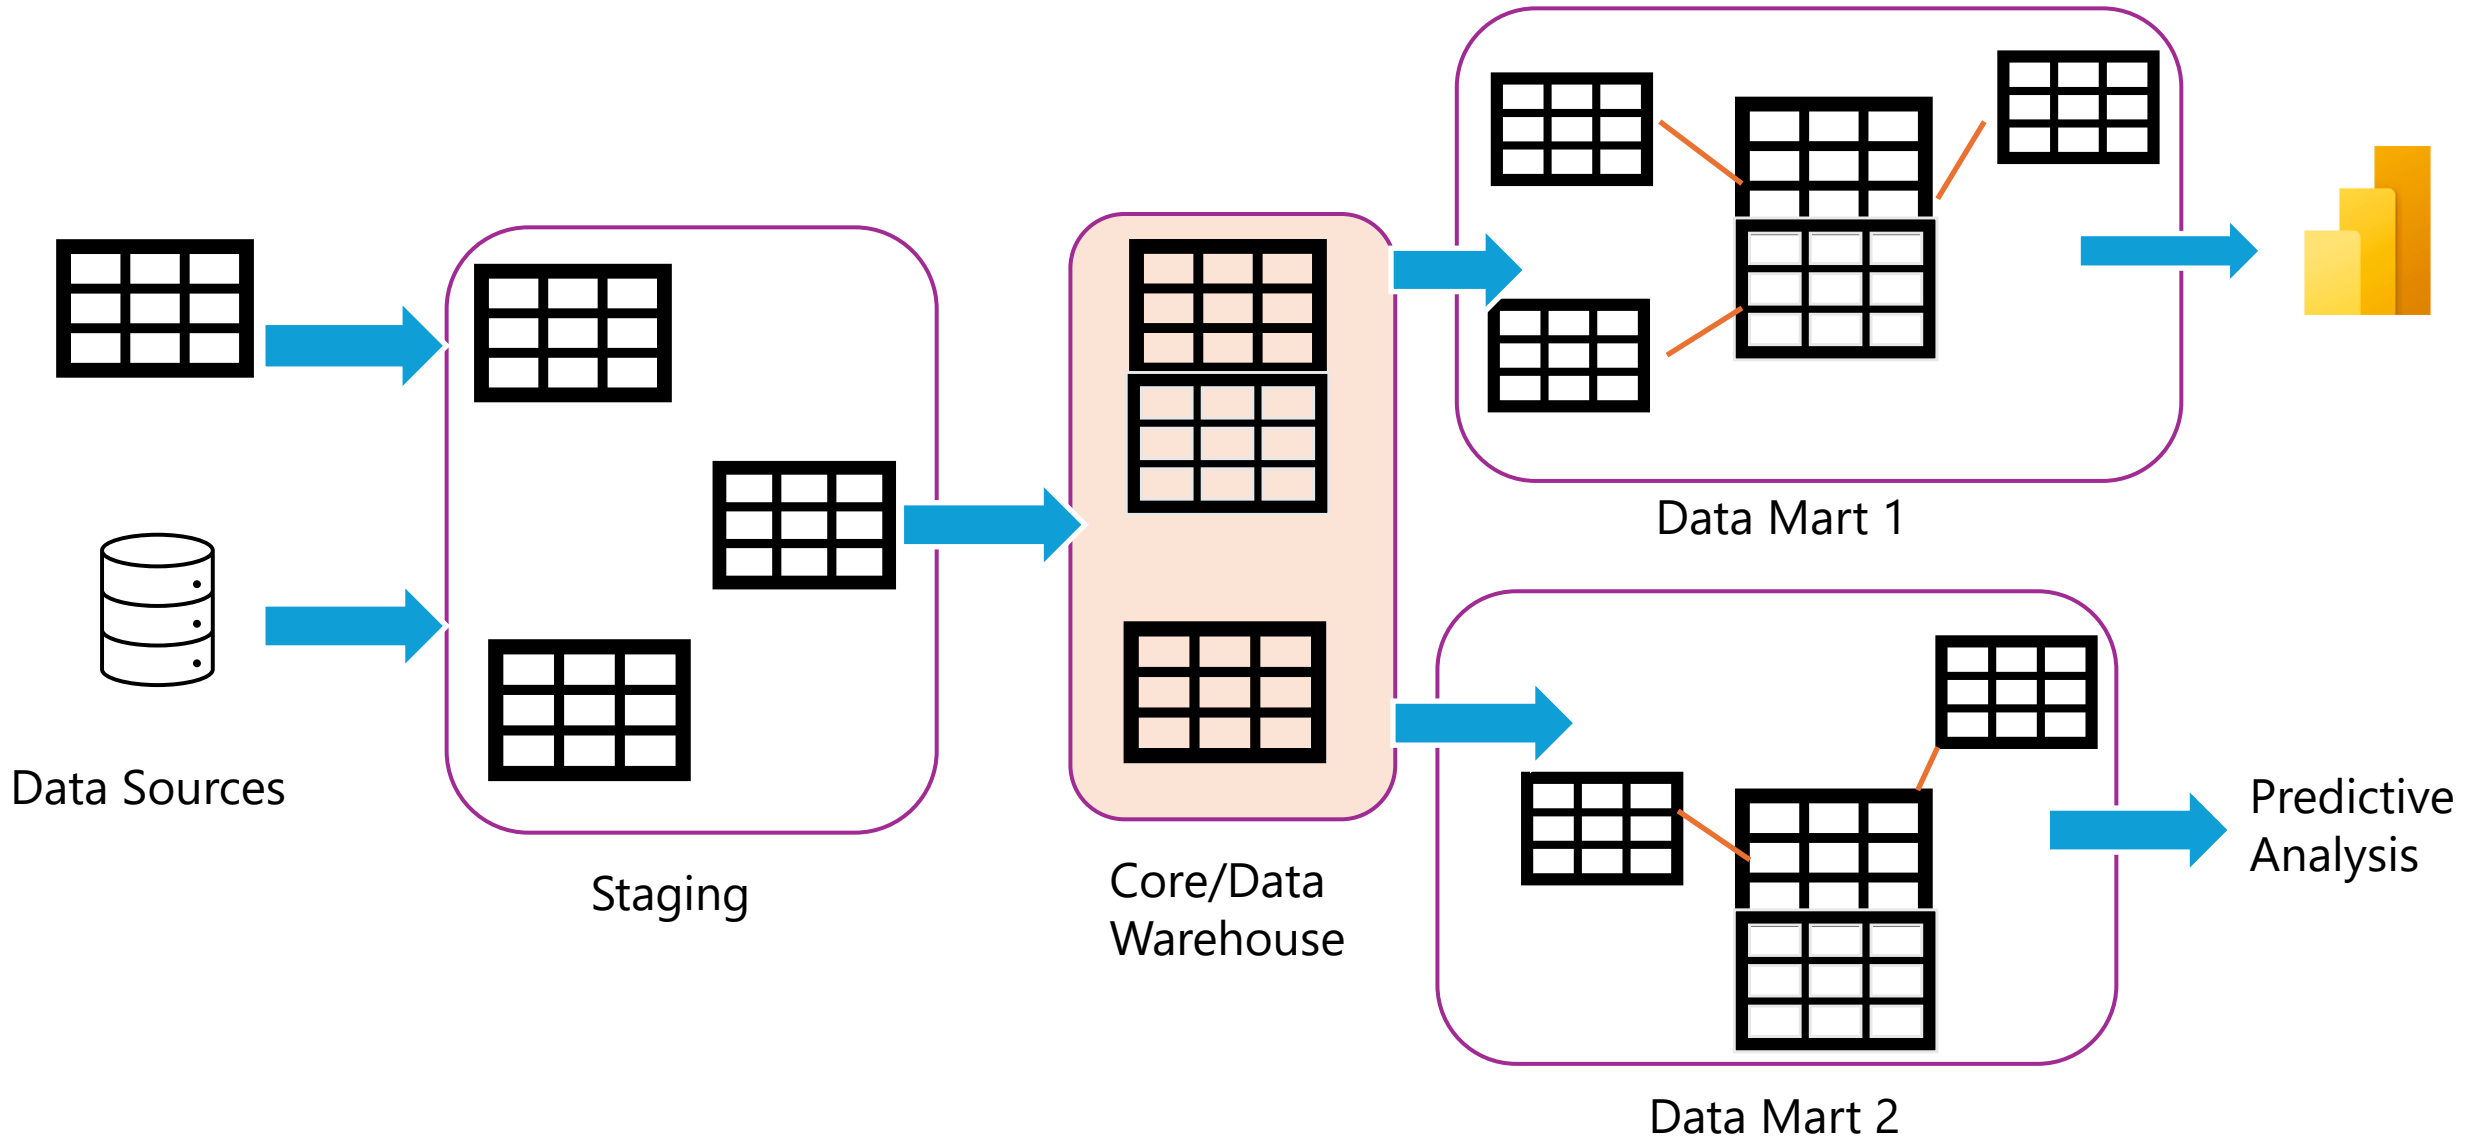 Data Sources
Staging
Core/Data
Warehouse
Data Mart 1
Data Mart 2
Predictive
Analysis